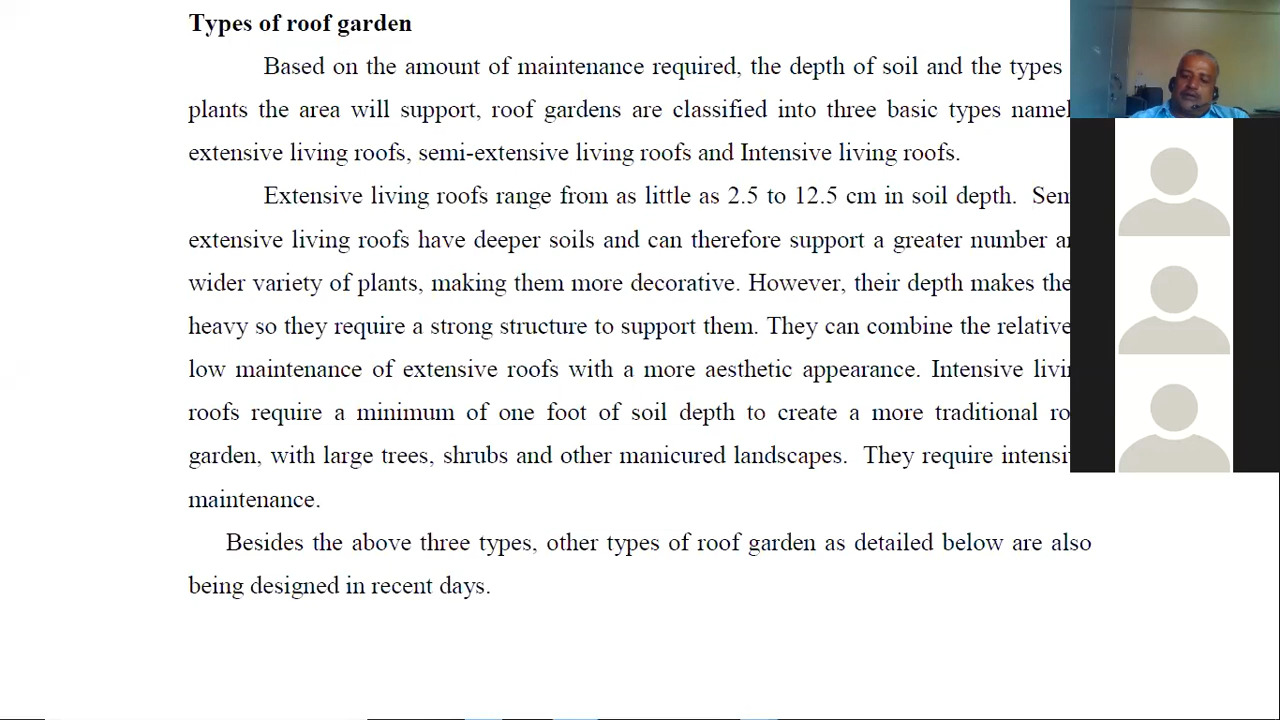 Types of roof garden
Based on the amount of maintenance required, the depth of soil and the types
plants the area will support, roof gardens are classified into three basic types
extensive living roofs, semi-extensive living roofs and Intensive living roofs.
Extensive living roofs range from as little as 2.5 to 12.5 cm in soil depth.
extensive living roofs have deeper soils and can therefore support a greater number
wider variety of plants, making them more decorative. However, their depth makes
heavy so they require a strong structure to support them. They can combine the
low maintenance of extensive roofs with a more aesthetic appearance. Intensive
roofs require a minimum of one foot of soil depth to create a more traditional
garden, with large trees, shrubs and other manicured landscapes. They require
maintenance.
Besides the above three types, other types of roof garden as detailed below are also
being designed in recent days.